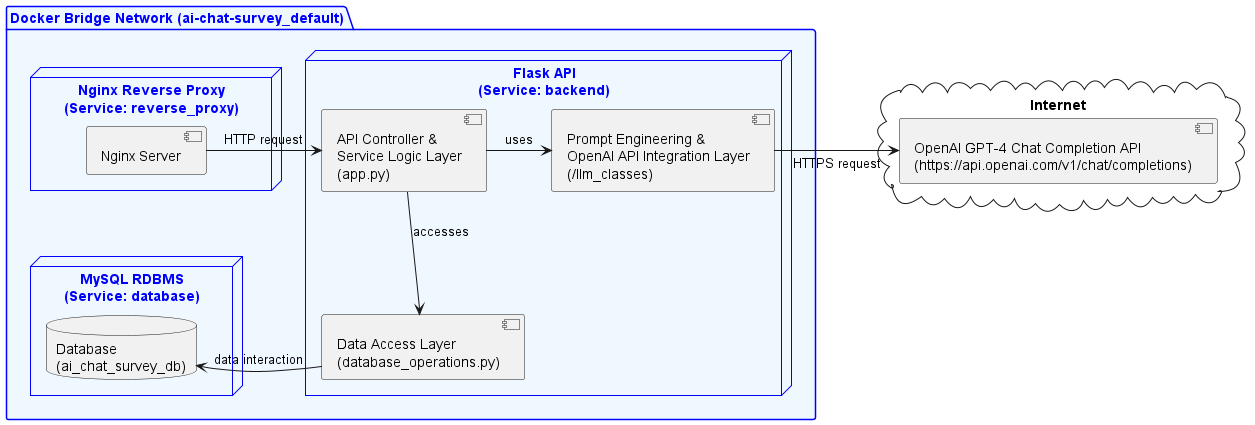 Docker Bridge Network (ai-chat-survey_default)
Nginx Reverse Proxy
(Service: reverse_proxy)
Nginx Server
HTTP request
Flask API
(Service: backend)
API Controller &
Service Logic Layer
(app.py)
uses
Prompt Engineering &
OpenAI API Integration Layer
(/llm_classes)
HTTPS request
Internet
OpenAI GPT-4 Chat Completion API
(https://api.openai.com/v1/chat/completions)
accesses
MySQL RDBMS
(Service: database)
Database
(ai_chat_survey_db)
data interaction
Data Access Layer
(database_operations.py)